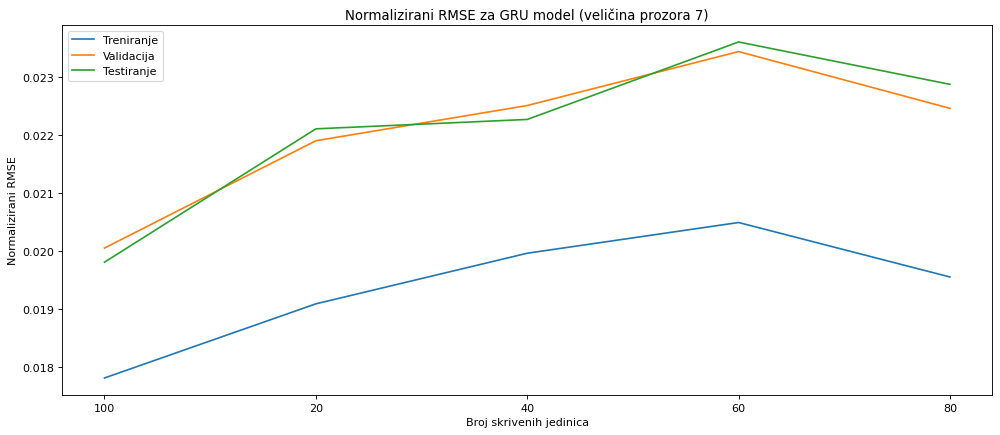 Normalizirani RMSE za GRU model (veličina prozora 7)
Treniranje
Validacija
Testiranje
Normalizirani RMSE
0.023
0.022
0.021
0.020
0.019
0.018
100 20 40 60 80
Broj skrivenih jedinica